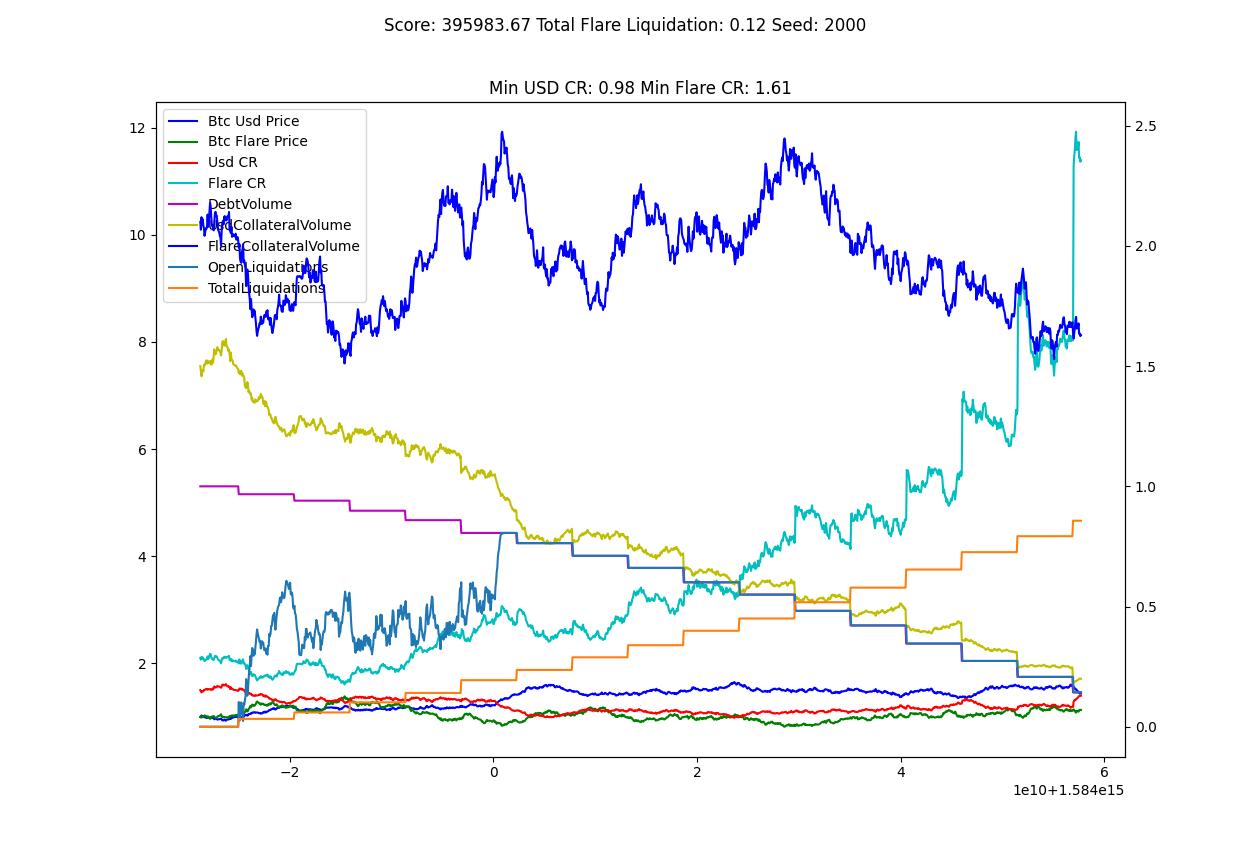 Score: 395983.67 Total Flare Liquidation: 0.12 Seed: 2000
Min USD CR: 0.98 Min Flare CR: 1.61
Btc Usd Price
Btc Flare Price
Usd CR
Flare CR
DebtVolume
UsdCollateralVolume
FlareCollateralVolume
OpenLiquidations
TotalLiquidations
12
10
8
6
4
2
2.5
2.0
1.5
1.0
0.5
0.0
−2
0
2
4
6
1e10+1.584e15